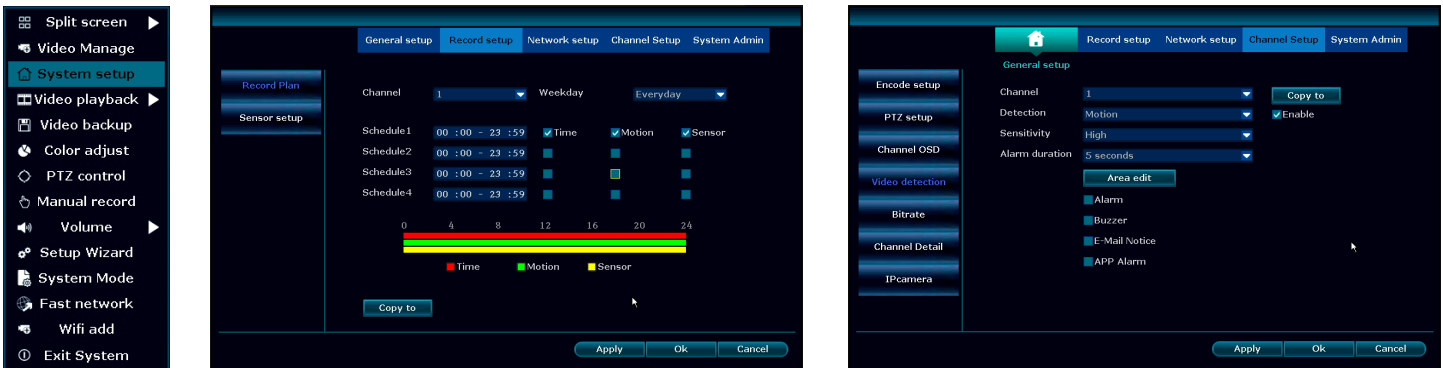 Split screen
Video Manage
System setup
Video playback
Video backup
Color adjust
PTZ control
Manual record
Volume
Setup Wizard
System Mode
Fast network
Wifi add
Exit System
General setup Record setup Network setup Channel Setup System Admin
Record Plan
Sensor setup
Channel 1 Weekday Everyday
Schedule1 00 :00 - 23 :59 Time Motion Sensor
Schedule2 00 :00 - 23 :59
Schedule3 00 :00 - 23 :59
Schedule4 00 :00 - 23 :59
0 4 8 12 16 20 24
Time Motion Sensor
Copy to
Apply Ok Cancel
Record setup Network setup Channel Setup System Admin
General setup
Encode setup
PTZ setup
Channel OSD
Video detection
Bitrate
Channel Detail
IPcamera
Channel 1 Copy to
Detection Motion Enable
Sensitivity High
Alarm duration 5 seconds
Area edit
Alarm
Buzzer
E-Mail Notice
APP Alarm
Apply Ok Cancel